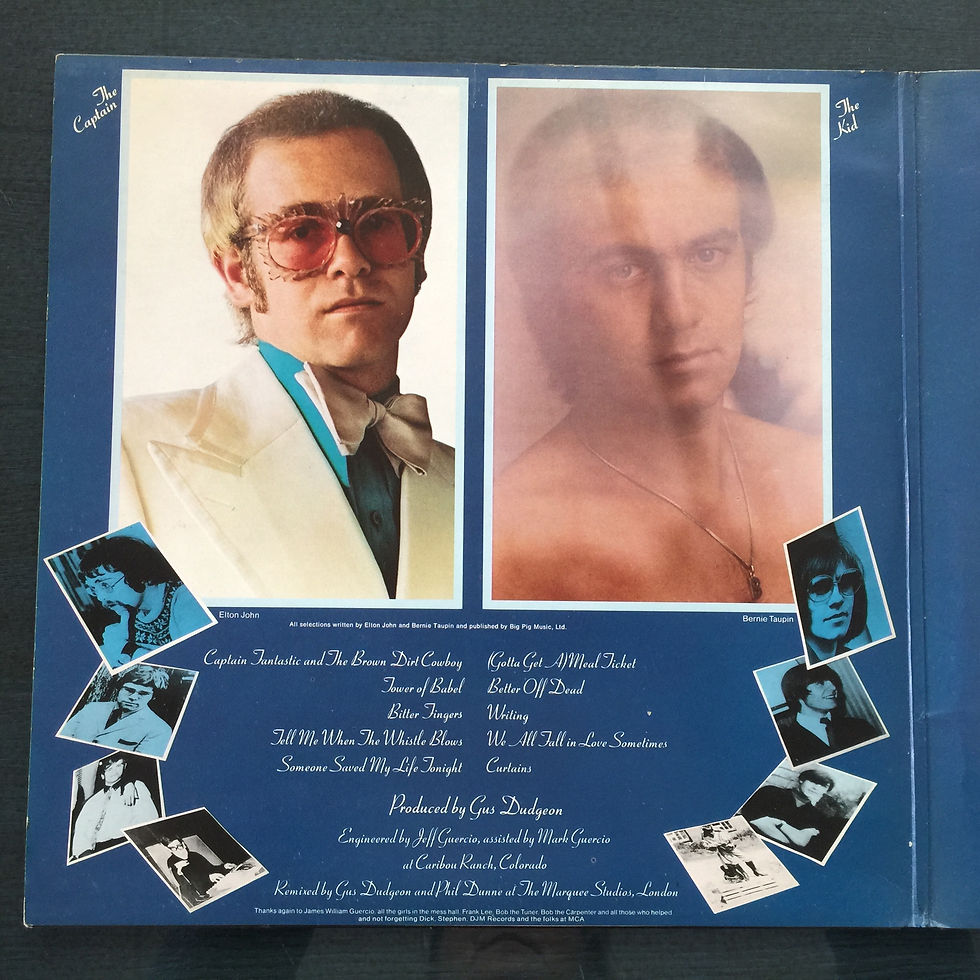 The
Captain
The
Kid
Elton John
Bernie Taupin
All selections written by Elton John and Bernie Taupin and published by Big Pig Music, Ltd.
Captain Fantastic and The Brown Dirt Cowboy
Tower of Babel
Bitter Fingers
Tell Me When The Whistle Blows
Someone Saved My Life Tonight
(Gotta Get A) Meal Ticket
Better Off Dead
Writing
We All Fall in Love Sometimes
Curtains
Produced by Gus Dudgeon
Engineered by Jeff Guercio, assisted by Mark Guercio
at Caribou Ranch, Colorado
Remixed by Gus Dudgeon and Phil Dunne at The Marquee Studios, London
Thanks again to James William Guercio, all the girls in the mess hall, Frank Lee, Bob the Tuner, Bob the Carpenter and all those who helped
and not forgetting Dick, Stephen, DJM Records and the folks at MCA